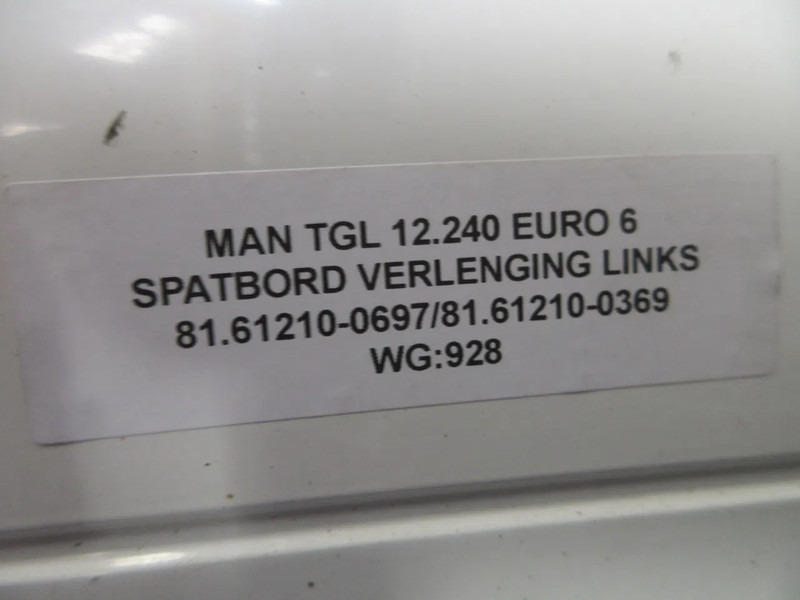 MAN TGL 12.240 EURO 6
SPATBORD VERLENGING LINKS
81.61210-0697/81.61210-0369
WG:928